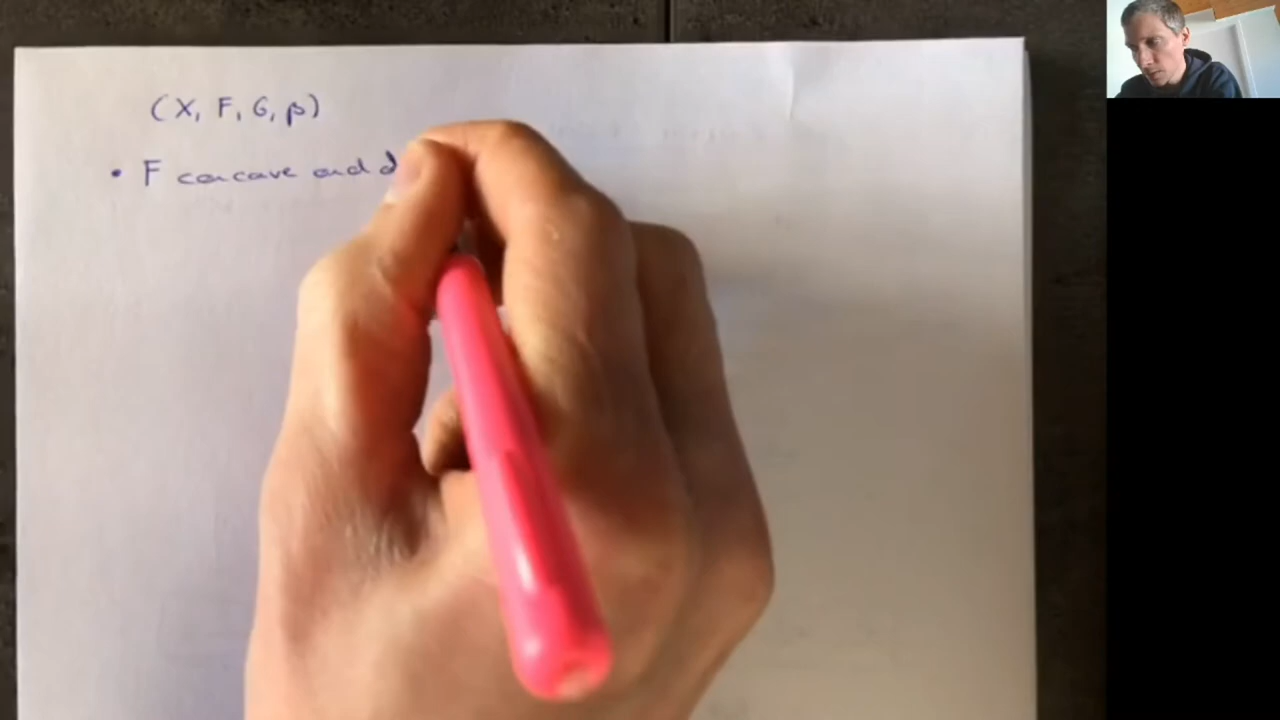 (X, F, G, β)
• F concave and d